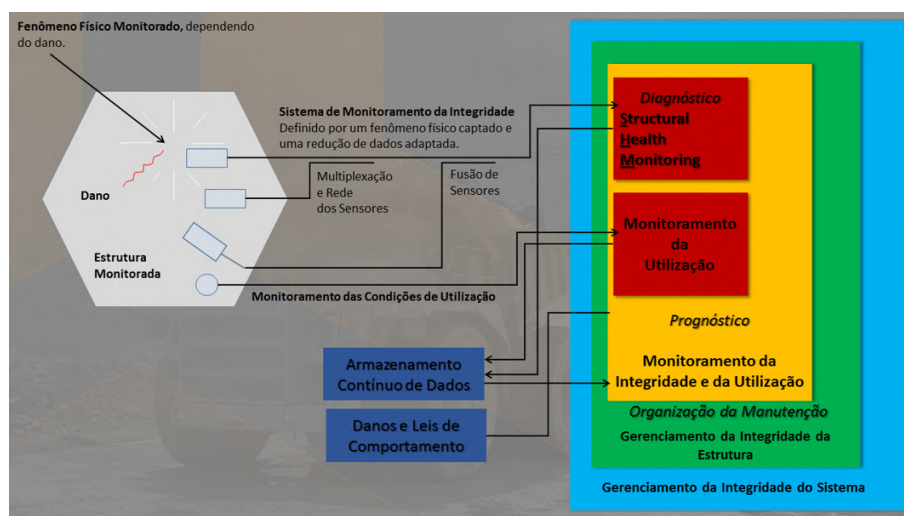 Fenômeno Físico Monitorado, dependendo
do dano.
Sistema de Monitoramento da Integridade
Definido por um fenômeno físico captado e
uma redução de dados adaptada.
Multiplexação
e Rede
dos Sensores
Fusão de
Sensores
Dano
Estrutura
Monitorada
Monitoramento das Condições de Utilização
Armazenamento
Contínuo de Dados
Danos e Leis de
Comportamento
Diagnóstico
Structural
Health
Monitoring
Monitoramento
da
Utilização
Prognóstico
Monitoramento da
Integridade e da Utilização
Organização da Manutenção
Gerenciamento da Integridade da
Estrutura
Gerenciamento da Integridade do Sistema